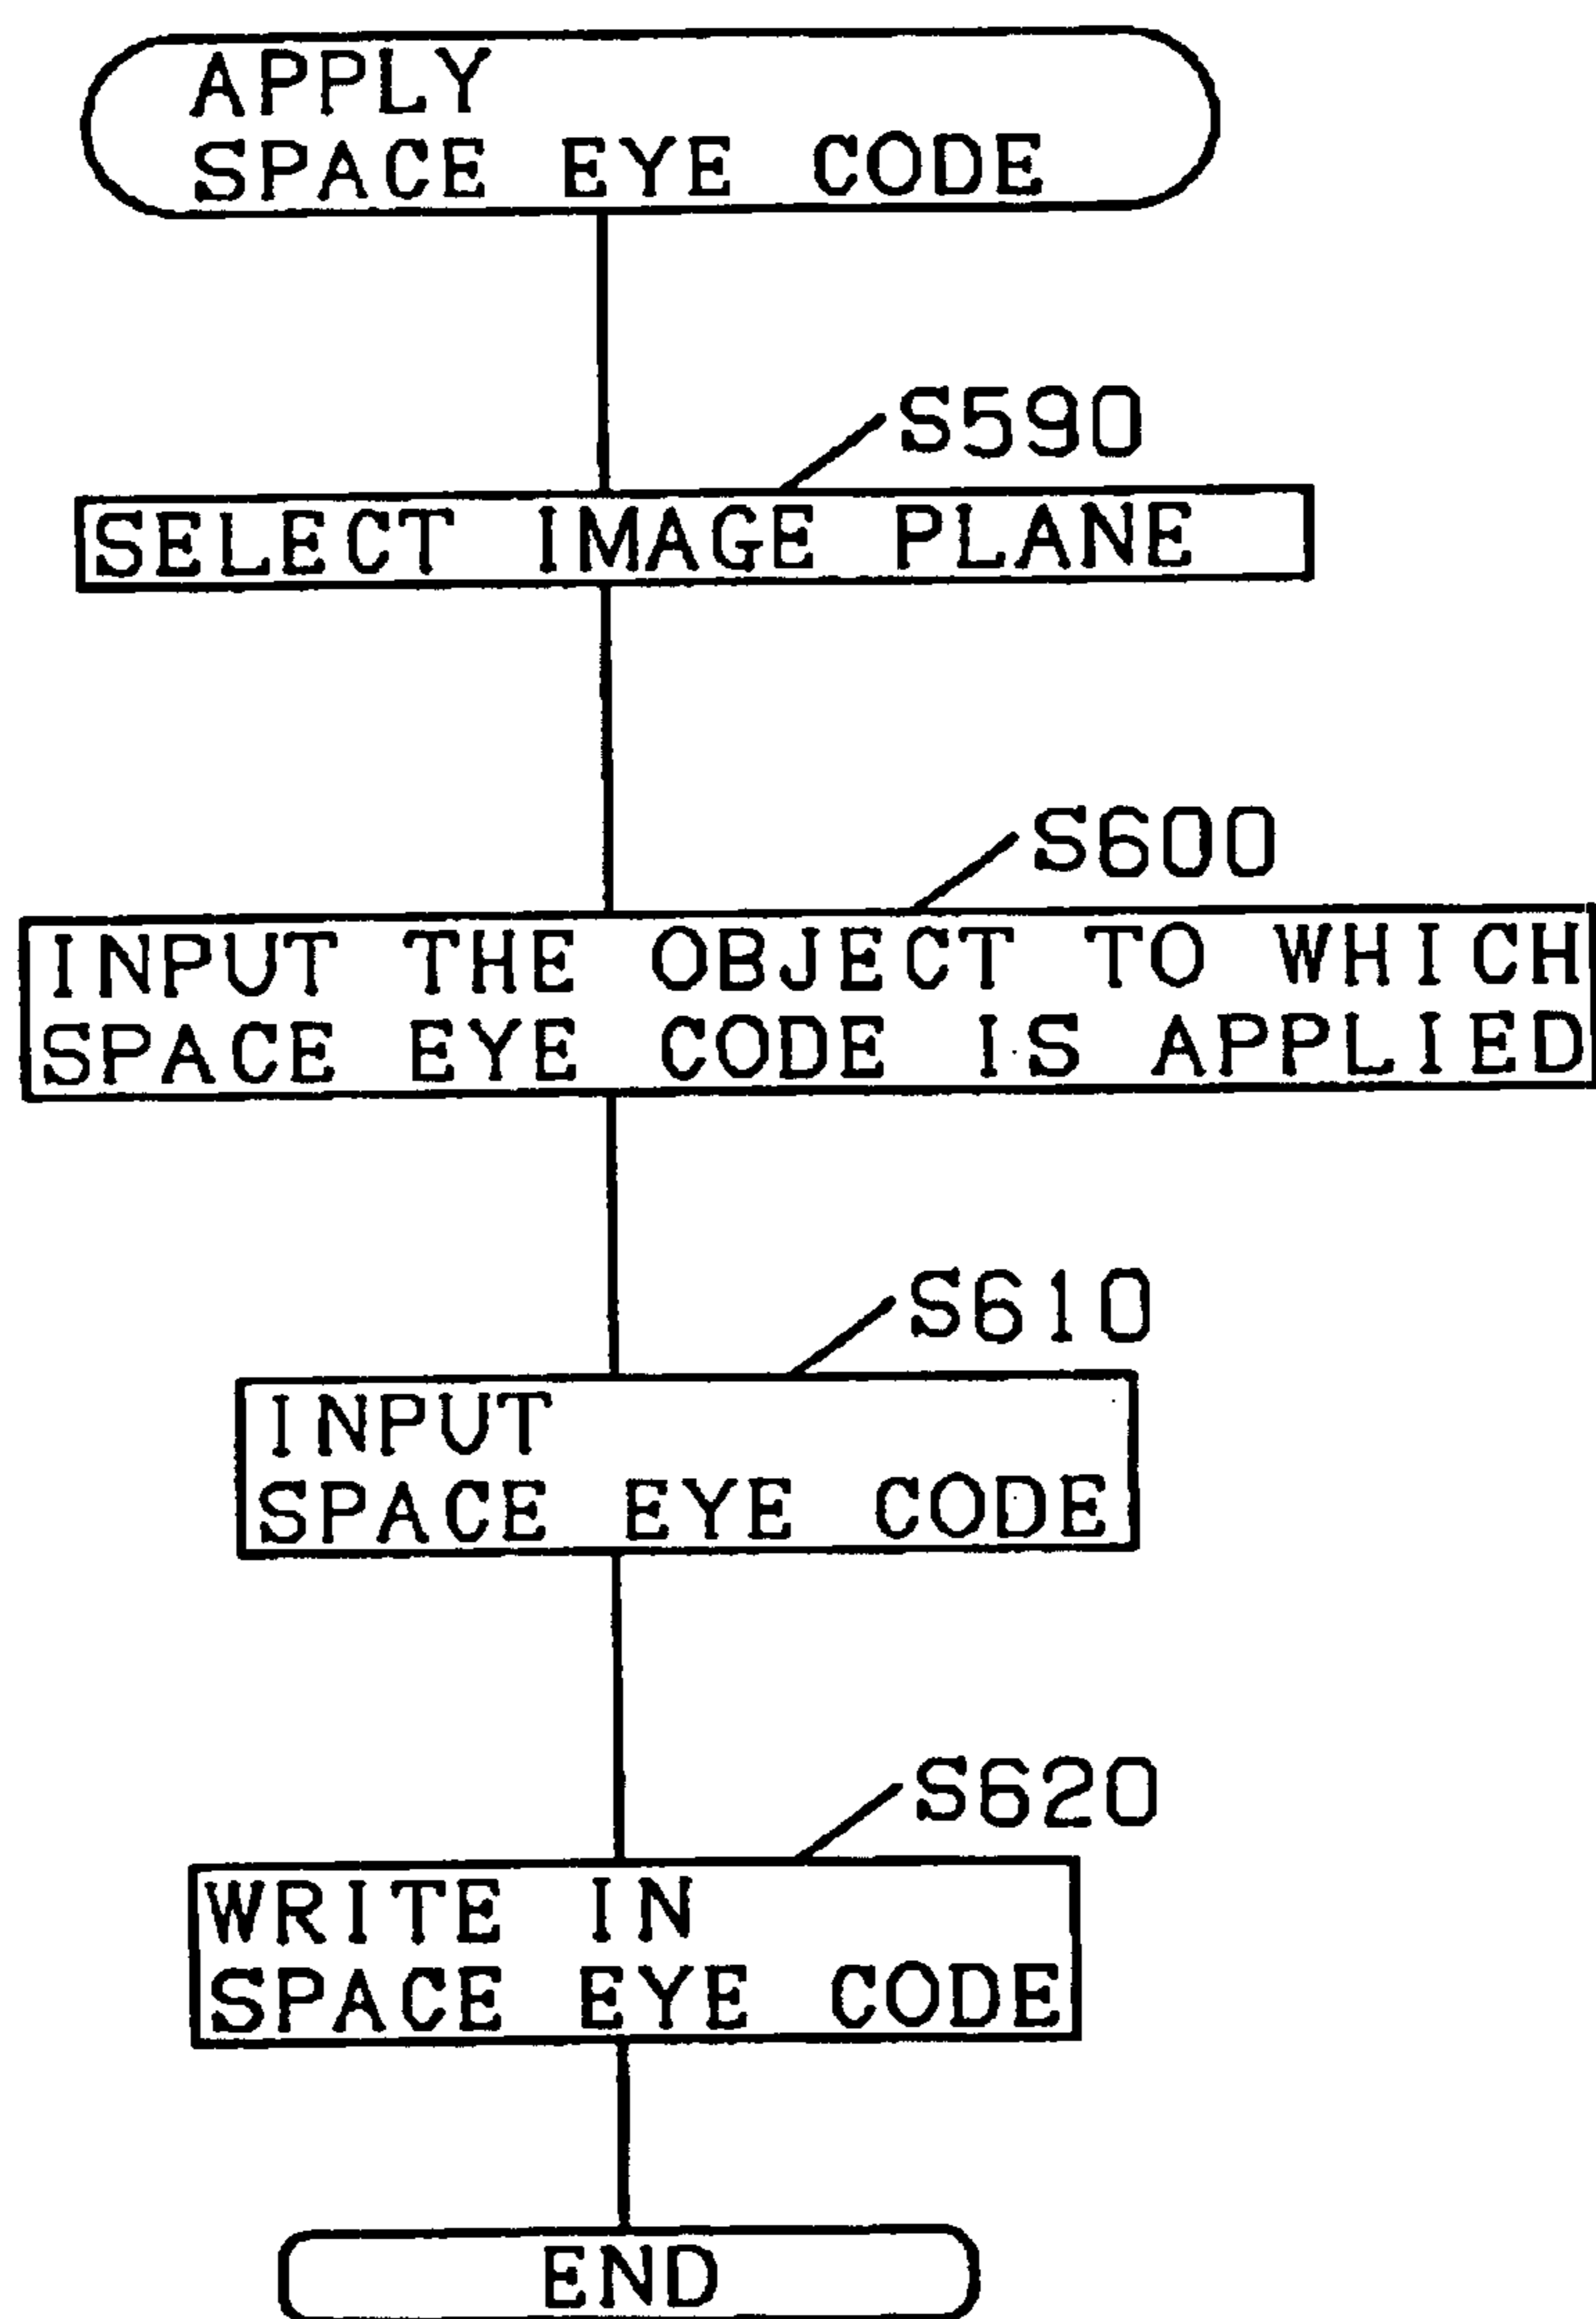 APPLY
SPACE EYE CODE
S590
SELECT IMAGE PLANE
S600
INPUT THE OBJECT TO WHICH
SPACE EYE CODE IS APPLIED
S610
INPUT
SPACE EYE CODE
S620
WRITE IN
SPACE EYE CODE
END